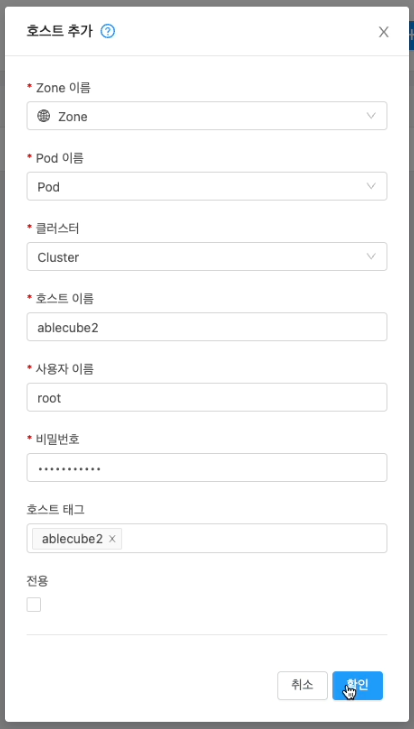 호스트 추가 ?
* Zone 이름
Zone
* Pod 이름
Pod
* 클러스터
Cluster
* 호스트 이름
ablecube2
* 사용자 이름
root
* 비밀번호
•••••••••••
호스트 태그
ablecube2 ×
전용
취소 확인